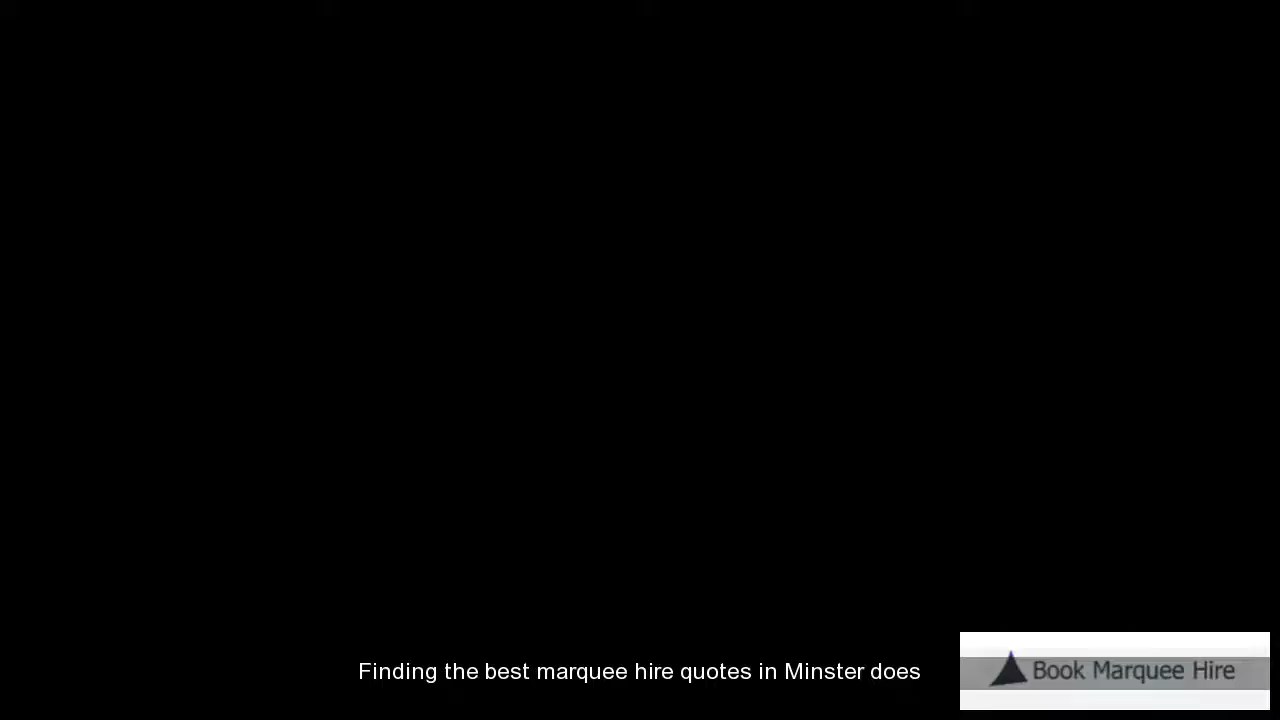 Finding the best marquee hire quotes in Minster does
Book Marquee Hire